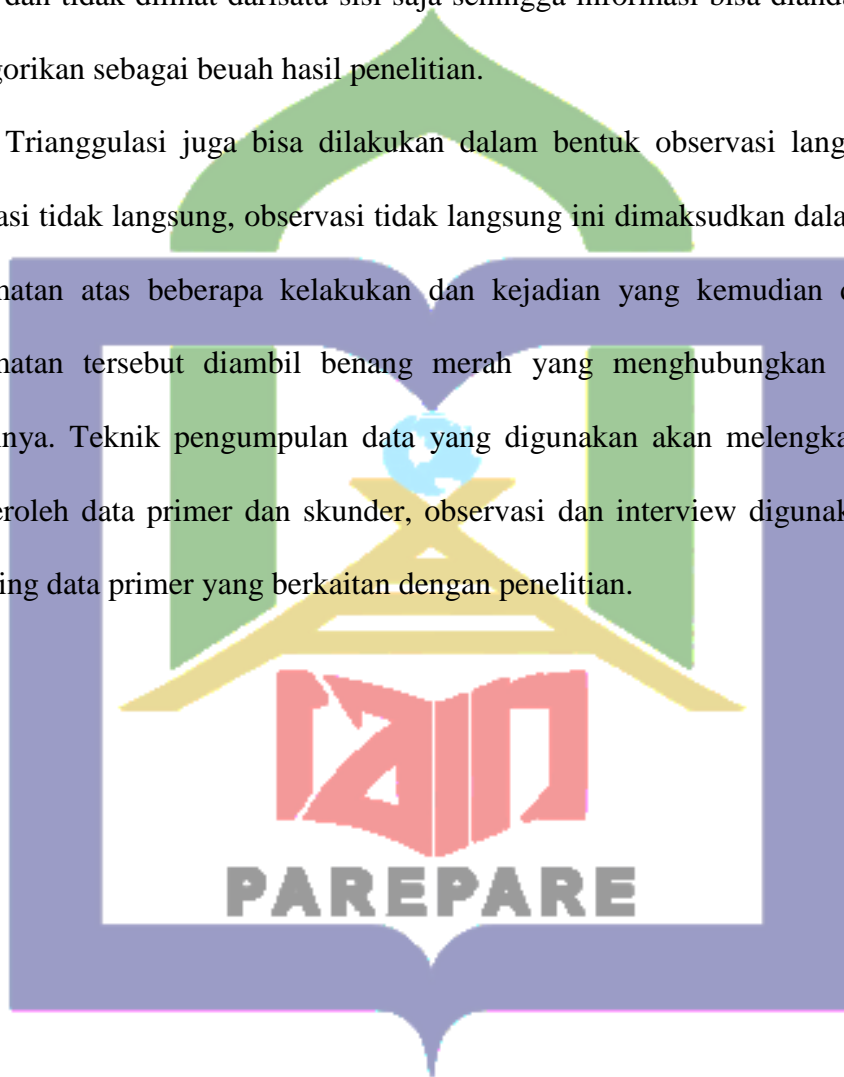 dan tidak dilihat darisatu sisi saja sehingga informasi bisa
gorikan sebagai beuah hasil penelitian.
Trianggulasi juga bisa dilakukan dalam bentuk observasi lang
asi tidak langsung, observasi tidak langsung ini dimaksudkan dala
natan atas beberapa kelakukan dan kejadian yang kemudian
natan tersebut diambil benang merah yang menghubungkan
nya. Teknik pengumpulan data yang digunakan akan melengka
eroleh data primer dan skunder, observasi dan interview digunak
ing data primer yang berkaitan dengan penelitian.
iain
PAREPARE